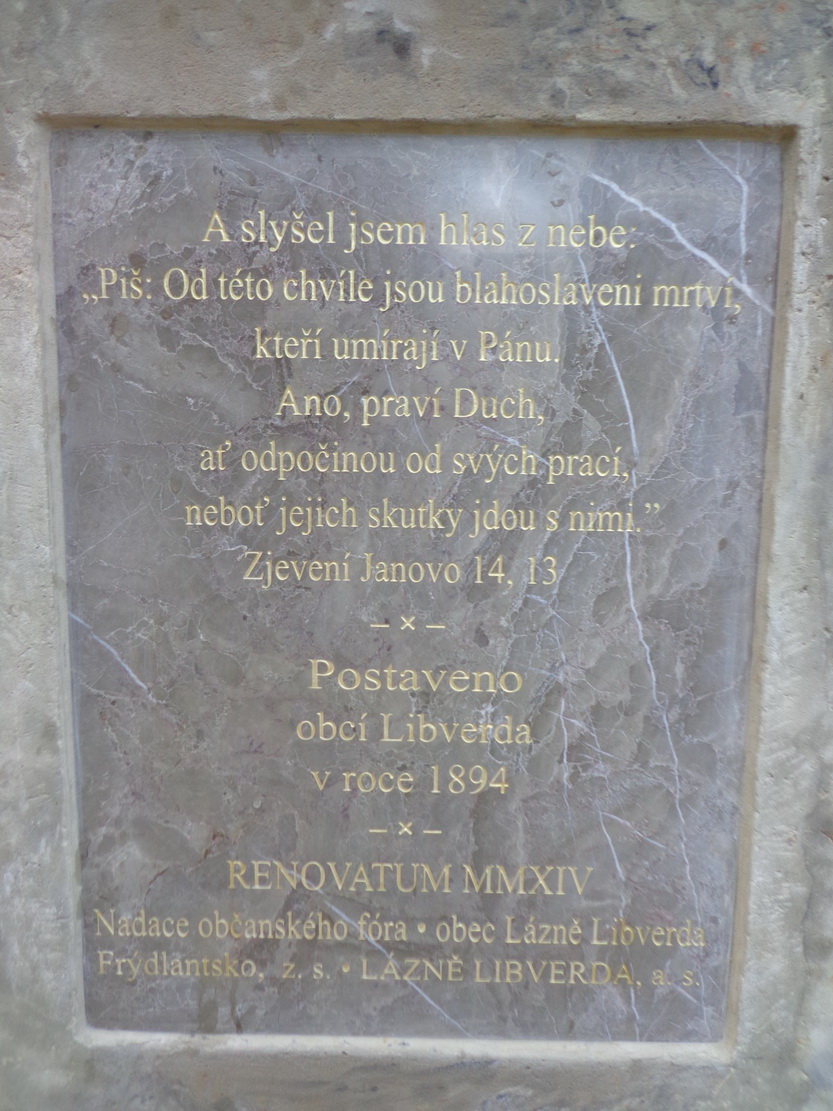 A slyšel jsem hlas z nebe:
„Piš: Od této chvíle jsou blahoslaveni mrtví,
kteří umírají v Pánu.
Ano, praví Duch,
ať odpočinou od svých prací,
neboť jejich skutky jdou s nimi.”
Zjevení Janovo 14, 13
– × –
Postaveno
obcí Libverda
v roce 1894
– × –
RENOVATUM MMXIV
Nadace občanského fóra • obec Lázně Libverda
Frýdlantsko, z. s. • LÁZNĚ LIBVERDA, a. s.